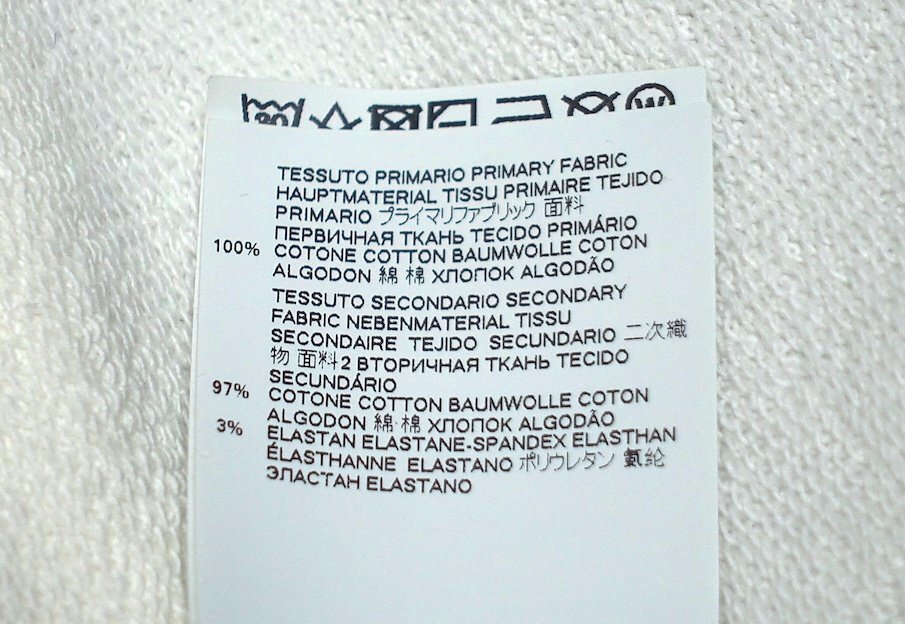 30 W
TESSUTO PRIMARIO PRIMARY FABRIC
HAUPTMATERIAL TISSU PRIMAIRE TEJIDO
PRIMARIO プライマリファブリック 面料
ПЕРВИЧНАЯ ТКАНЬ TECIDO PRIMÁRIO
100% COTONE COTTON BAUMWOLLE COTON
ALGODON 綿 棉 ХЛОПОК ALGODÃO
TESSUTO SECONDARIO SECONDARY
FABRIC NEBENMATERIAL TISSU
SECONDAIRE TEJIDO SECUNDARIO 二次織
物 面料2 ВТОРИЧНАЯ ТКАНЬ TECIDO
SECUNDÁRIO
97% COTONE COTTON BAUMWOLLE COTON
ALGODON 綿·棉 ХЛОПОК ALGODÃO
3% ELASTAN ELASTANE-SPANDEX ELASTHAN
ÉLASTHANNE ELASTANO ポリウレタン 氨纶
ЭЛАСТАН ELASTANO